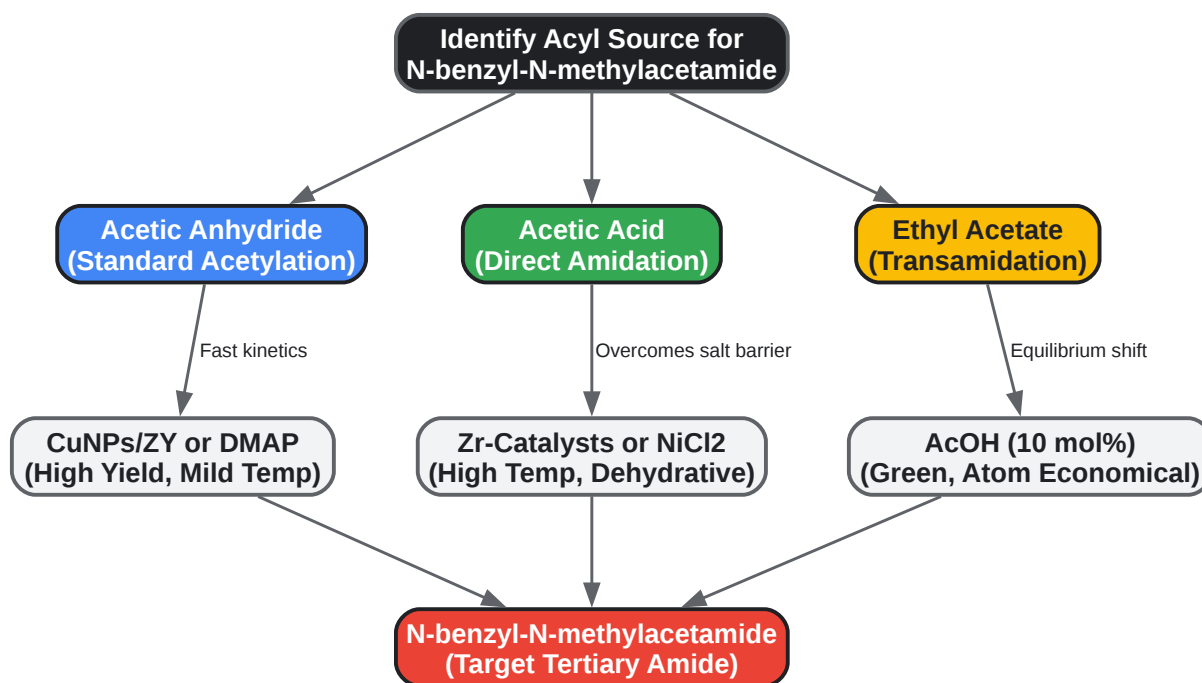 Identify Acyl Source for
N-benzyl-N-methylacetamide
Acetic Anhydride
(Standard Acetylation)
Acetic Acid
(Direct Amidation)
Ethyl Acetate
(Transamidation)
Fast kinetics
Overcomes salt barrier
Equilibrium shift
CuNPs/ZY or DMAP
(High Yield, Mild Temp)
Zr-Catalysts or NiCl2
(High Temp, Dehydrative)
AcOH (10 mol%)
(Green, Atom Economical)
N-benzyl-N-methylacetamide
(Target Tertiary Amide)